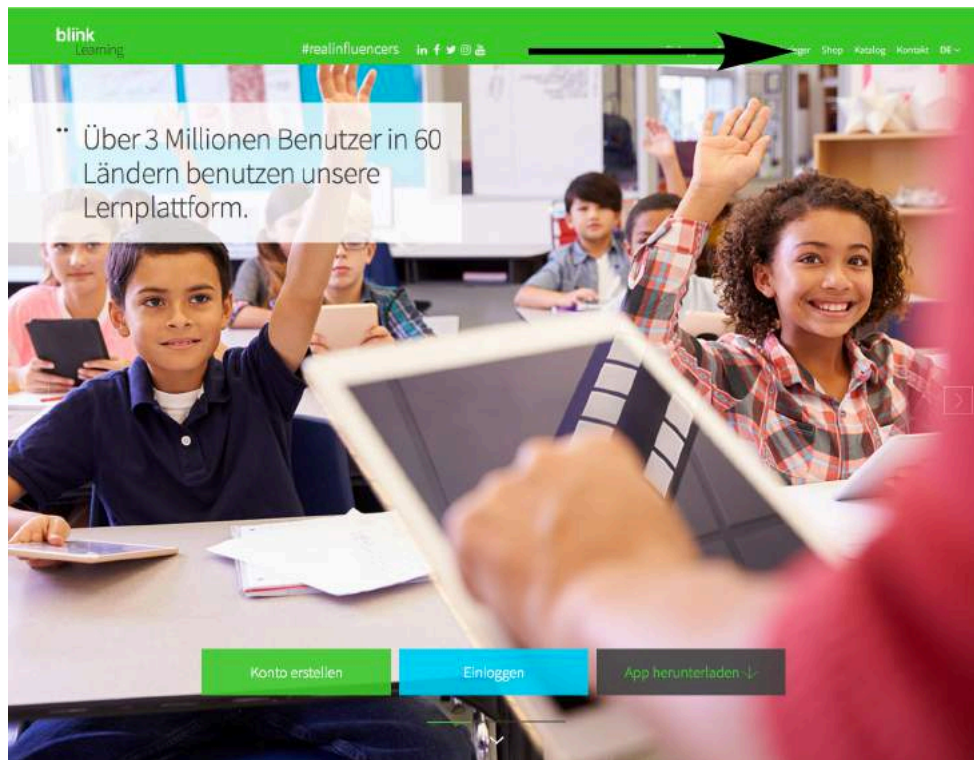 blink
Learning
#realinfluencers
Shop Katalog Kontakt DE
Über 3 Millionen Benutzer in 60
Ländern benutzen unsere
Lernplattform.
Konto erstellen Einloggen App herunterladen